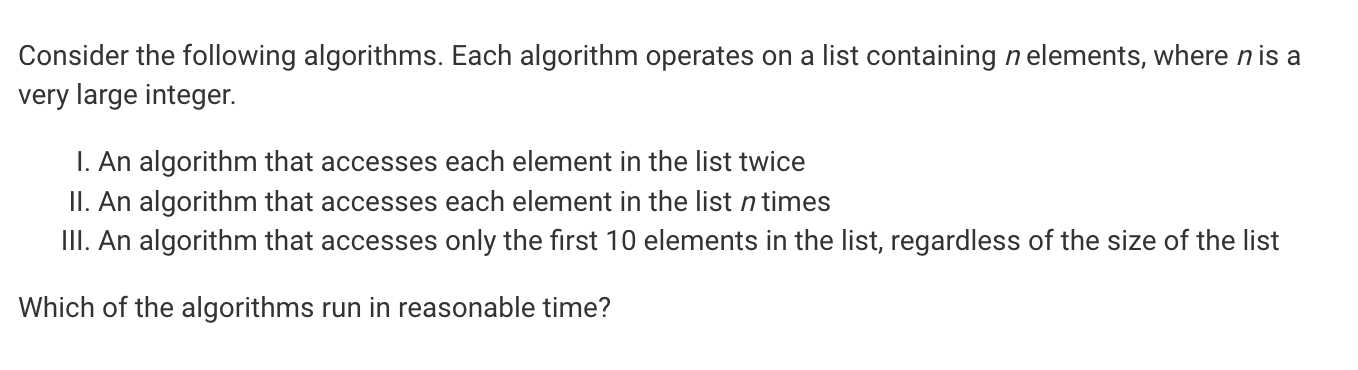 Consider the following algorithms. Each algorithm operates on a list containing n elements, where n is a
very large integer.
I. An algorithm that accesses each element in the list twice
II. An algorithm that accesses each element in the list n times
III. An algorithm that accesses only the first 10 elements in the list, regardless of the size of the list
Which of the algorithms run in reasonable time?